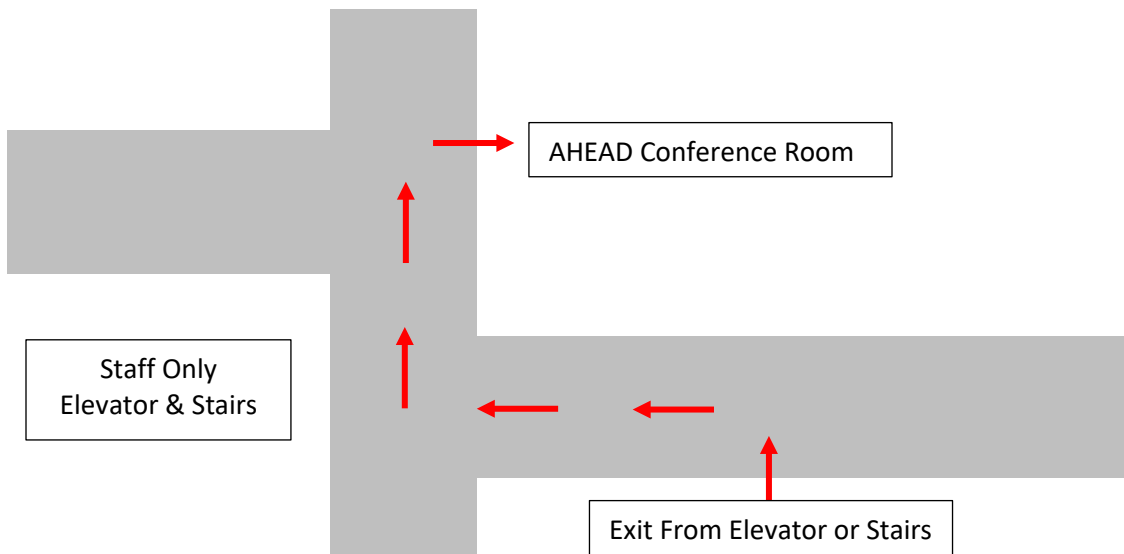 AHEAD Conference Room
Staff Only
Elevator & Stairs
Exit From Elevator or Stairs